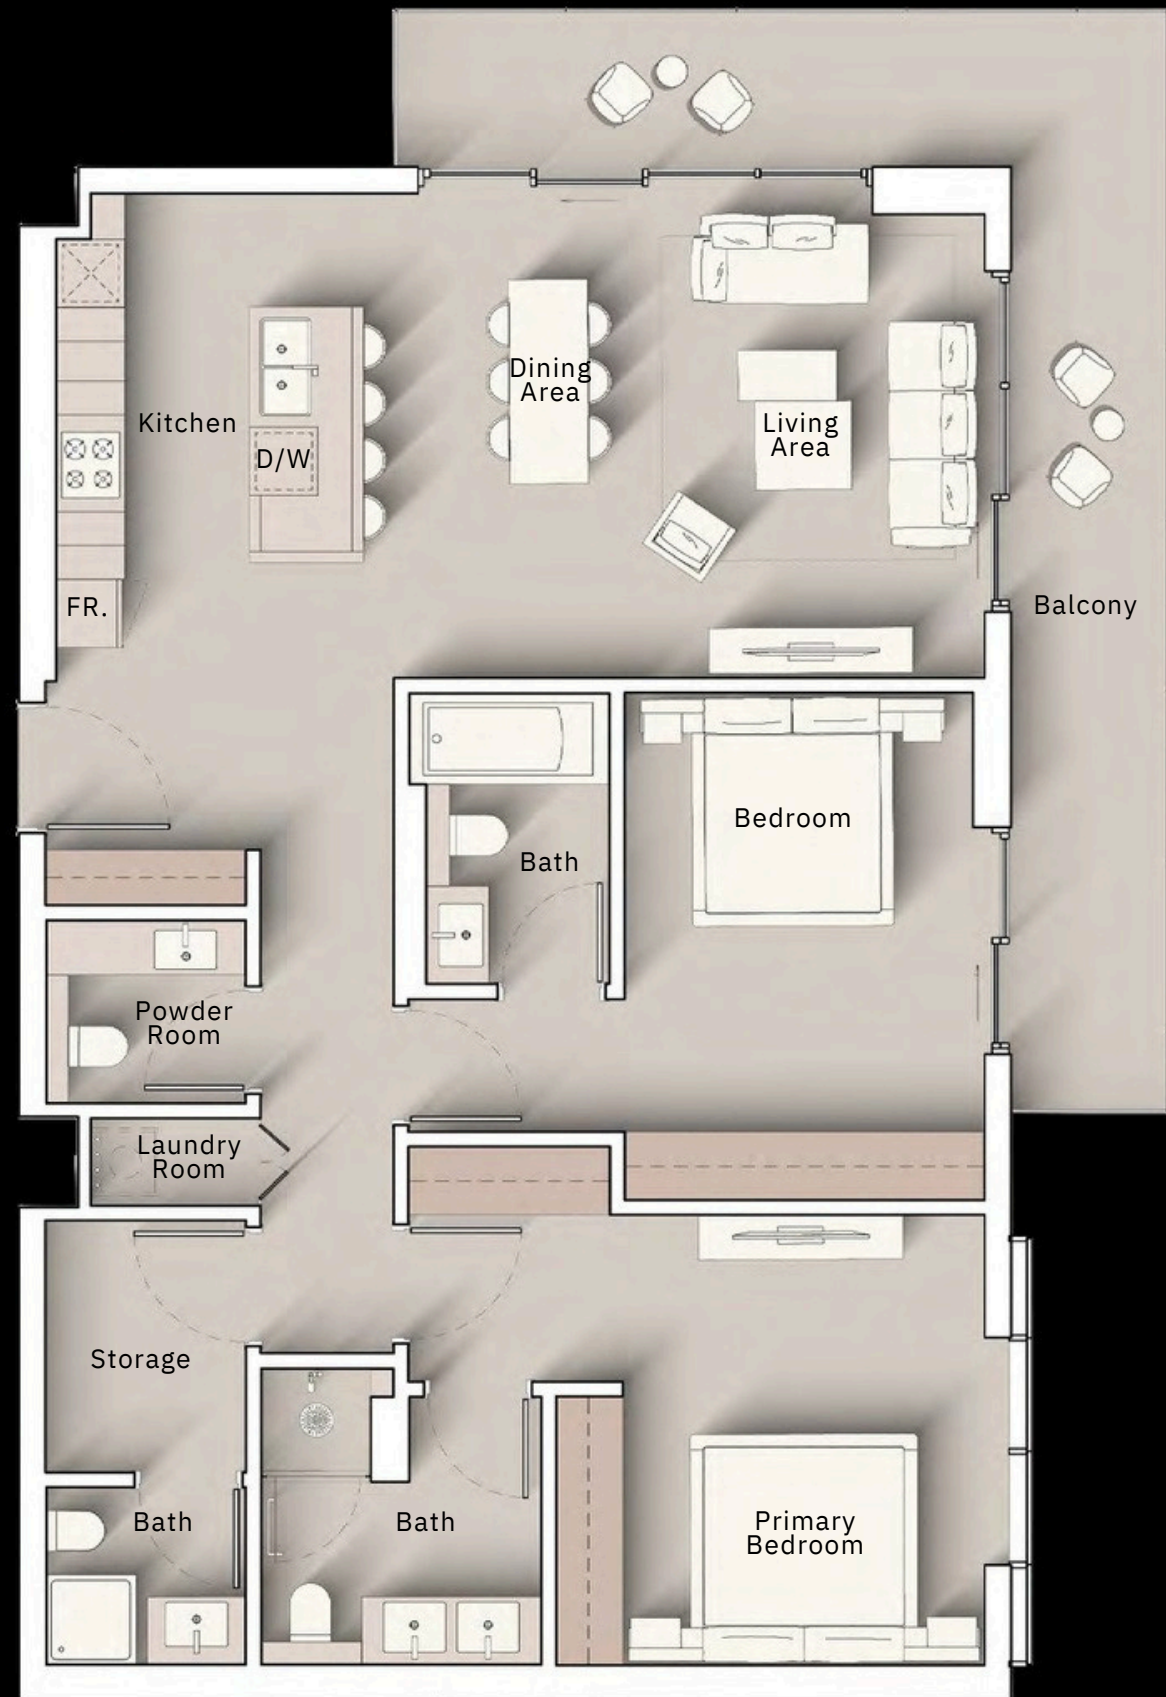 Dining
Area
Kitchen
Living
Area
D/W
FR.
Balcony
Bedroom
Bath
Powder
Room
Laundry
Room
Storage
Bath
Bath
Primary
Bedroom